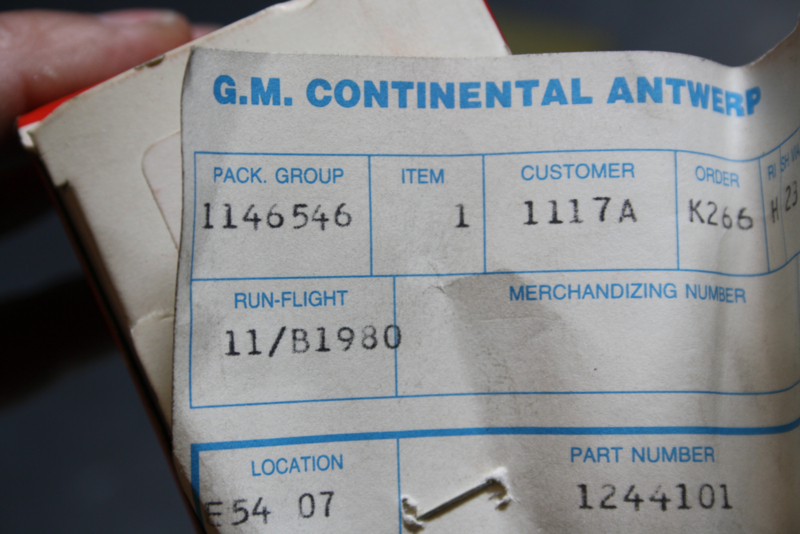 G.M. CONTINENTAL ANTWERP
PACK. GROUP ITEM CUSTOMER ORDER
1146546 1 1117A K266 H 23
RUN-FLIGHT MERCHANDIZING NUMBER
11/B1980
LOCATION PART NUMBER
E54 07 1244101